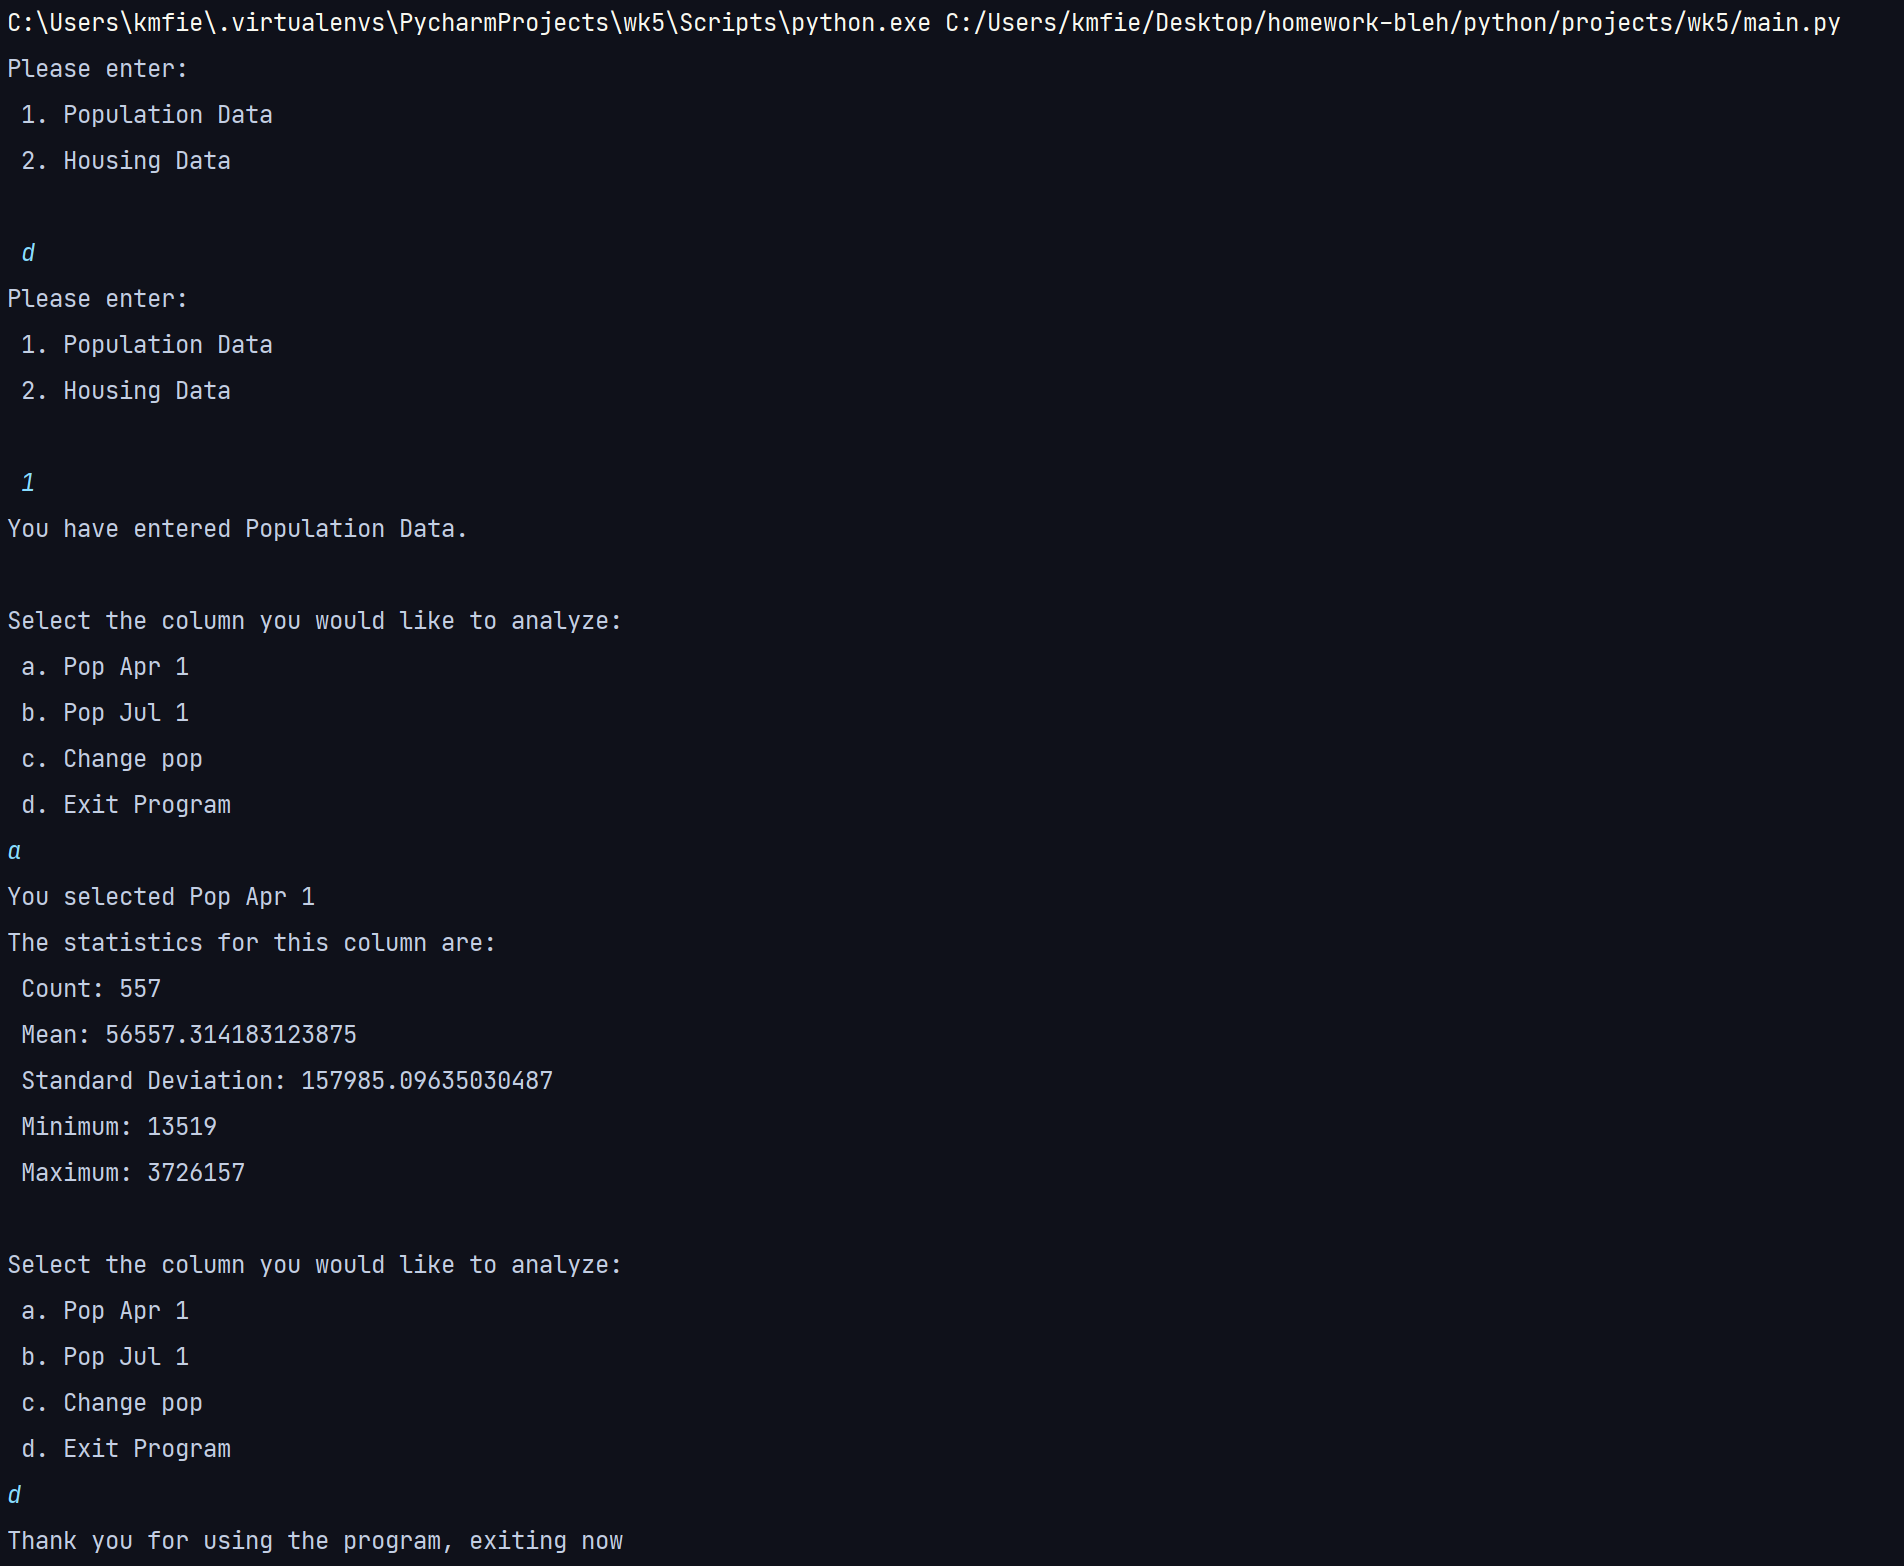 C:\Users\kmfie\.virtualenvs\PycharmProjects\wk5\Scripts\python.exe C:/Users/kmfie/Desktop/homework-bleh/python/projects/wk5/main.py
Please enter:
 1. Population Data
 2. Housing Data

 d
Please enter:
 1. Population Data
 2. Housing Data

 1
You have entered Population Data.

Select the column you would like to analyze:
 a. Pop Apr 1
 b. Pop Jul 1
 c. Change pop
 d. Exit Program
a
You selected Pop Apr 1
The statistics for this column are:
 Count: 557
 Mean: 56557.314183123875
 Standard Deviation: 157985.09635030487
 Minimum: 13519
 Maximum: 3726157

Select the column you would like to analyze:
 a. Pop Apr 1
 b. Pop Jul 1
 c. Change pop
 d. Exit Program
d
Thank you for using the program, exiting now